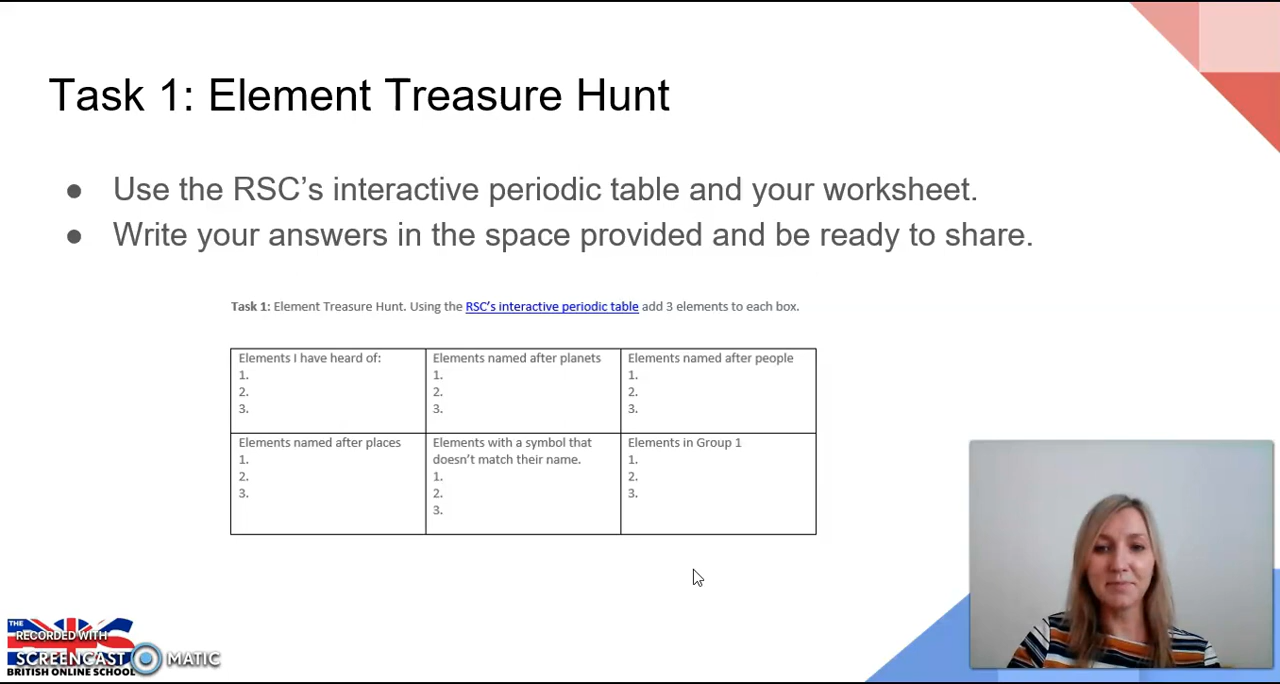 Task 1: Element Treasure Hunt
● Use the RSC's interactive periodic table and your worksheet.
● Write your answers in the space provided and be ready to share.
Task 1: Element Treasure Hunt. Using the RSC's interactive periodic table add 3 elements to each box.
Elements I have heard of:
1.
2.
3.
Elements named after planets
1.
2.
3.
Elements named after people
1.
2.
3.
Elements named after places
1.
2.
3.
Elements with a symbol that
doesn't match their name.
1.
2.
3.
Elements in Group 1
1.
2.
3.
THE
RECORDED WITH
SCREENCAST MATIC
BRITISH ONLINE SCHOOL